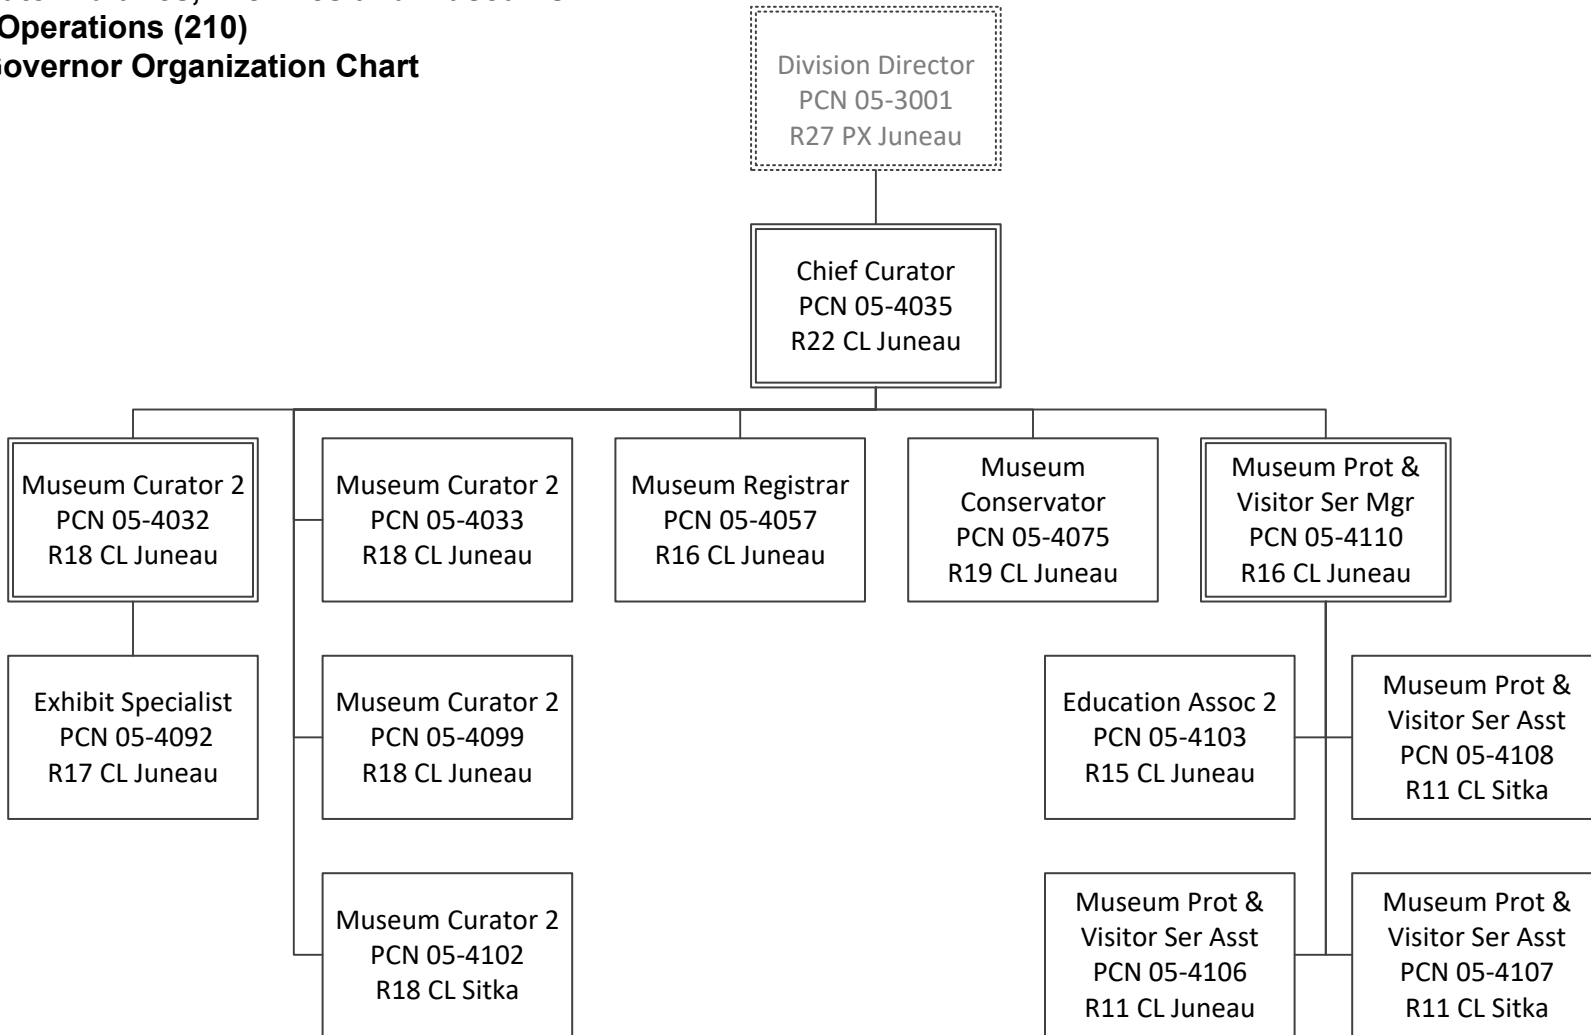 Operations (210)
Organization Chart
Division Director
PCN 05-3001
R27 PX Juneau
Chief Curator
PCN 05-4035
R22 CL Juneau
Museum Curator 2
PCN 05-4032
R18 CL Juneau
Museum Curator 2
PCN 05-4033
R18 CL Juneau
Museum Registrar
PCN 05-4057
R16 CL Juneau
Museum
Conservator
PCN 05-4075
R19 CL Juneau
Museum Prot &
Visitor Ser Mgr
PCN 05-4110
R16 CL Juneau
Exhibit Specialist
PCN 05-4092
R17 CL Juneau
Museum Curator 2
PCN 05-4099
R18 CL Juneau
Education Assoc 2
PCN 05-4103
R15 CL Juneau
Museum Prot &
Visitor Ser Asst
PCN 05-4108
R11 CL Sitka
Museum Curator 2
PCN 05-4102
R18 CL Sitka
Museum Prot &
Visitor Ser Asst
PCN 05-4106
R11 CL Juneau
Museum Prot &
Visitor Ser Asst
PCN 05-4107
R11 CL Sitka